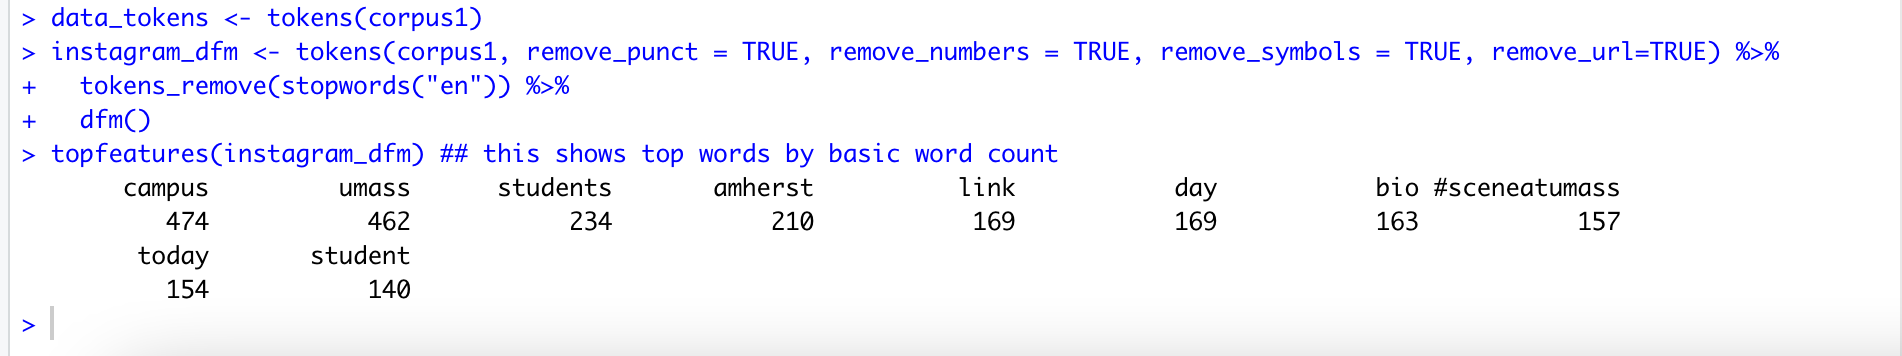 > data_tokens <- tokens(corpus1)
> instagram_dfm <- tokens(corpus1, remove_punct = TRUE, remove_numbers = TRUE, remove_symbols = TRUE, remove_url=TRUE) %>%
+   tokens_remove(stopwords("en")) %>%
+   dfm()
> topfeatures(instagram_dfm) ## this shows top words by basic word count
       campus         umass      students       amherst          link           day           bio #sceneatumass
          474           462           234           210           169           169           163           157
        today       student
          154           140
>